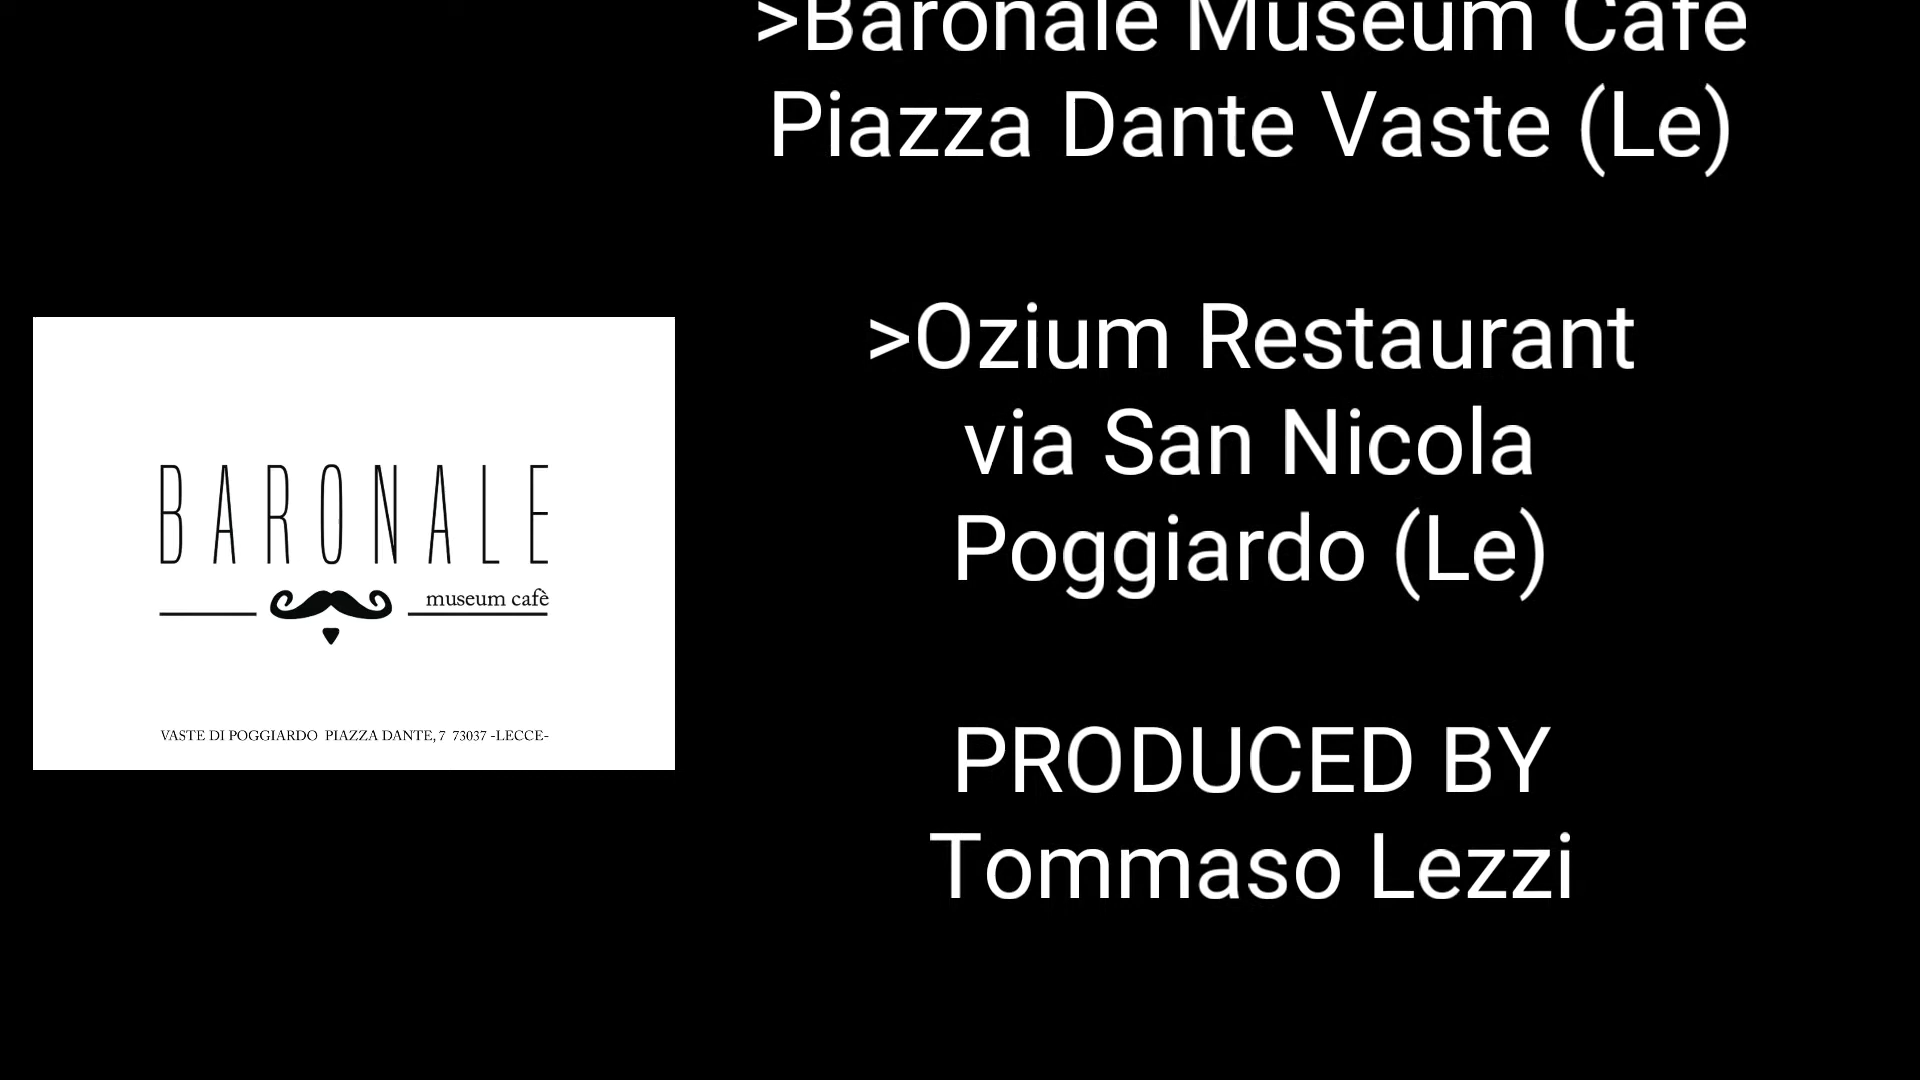 >Baronale Museum Cafe
Piazza Dante Vaste (Le)
>Ozium Restaurant
via San Nicola
Poggiardo (Le)
PRODUCED BY
Tommaso Lezzi
BARONALE
museum cafè
VASTE DI POGGIARDO PIAZZA DANTE, 7 73037 -LECCE-